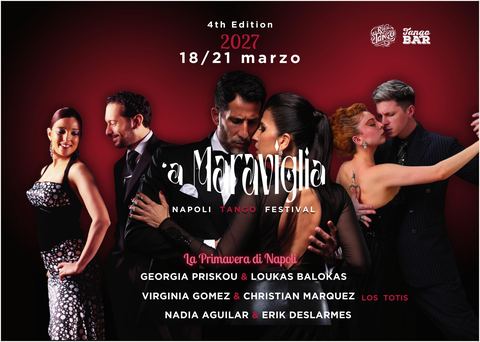 4th Edition
2027
18/21 marzo
Tango
BAR
'a Maraviglia
NAPOLI TANGO FESTIVAL
La Primavera di Napoli
GEORGIA PRISKOU & LOUKAS BALOKAS
VIRGINIA GOMEZ & CHRISTIAN MARQUEZ LOS TOTIS
NADIA AGUILAR & ERIK DESLARMES